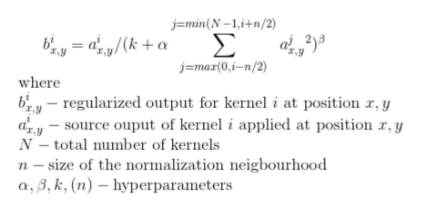 b^i_{x,y} = a^i_{x,y}/(k + α ∑_{j=max(0,i−n/2)}^{j=min(N−1,i+n/2)} a^j_{x,y}^2)^β
where
b^i_{x,y} – regularized output for kernel i at position x, y
a^i_{x,y} – source ouput of kernel i applied at position x, y
N – total number of kernels
n – size of the normalization neigbourhood
α, β, k, (n) – hyperparameters